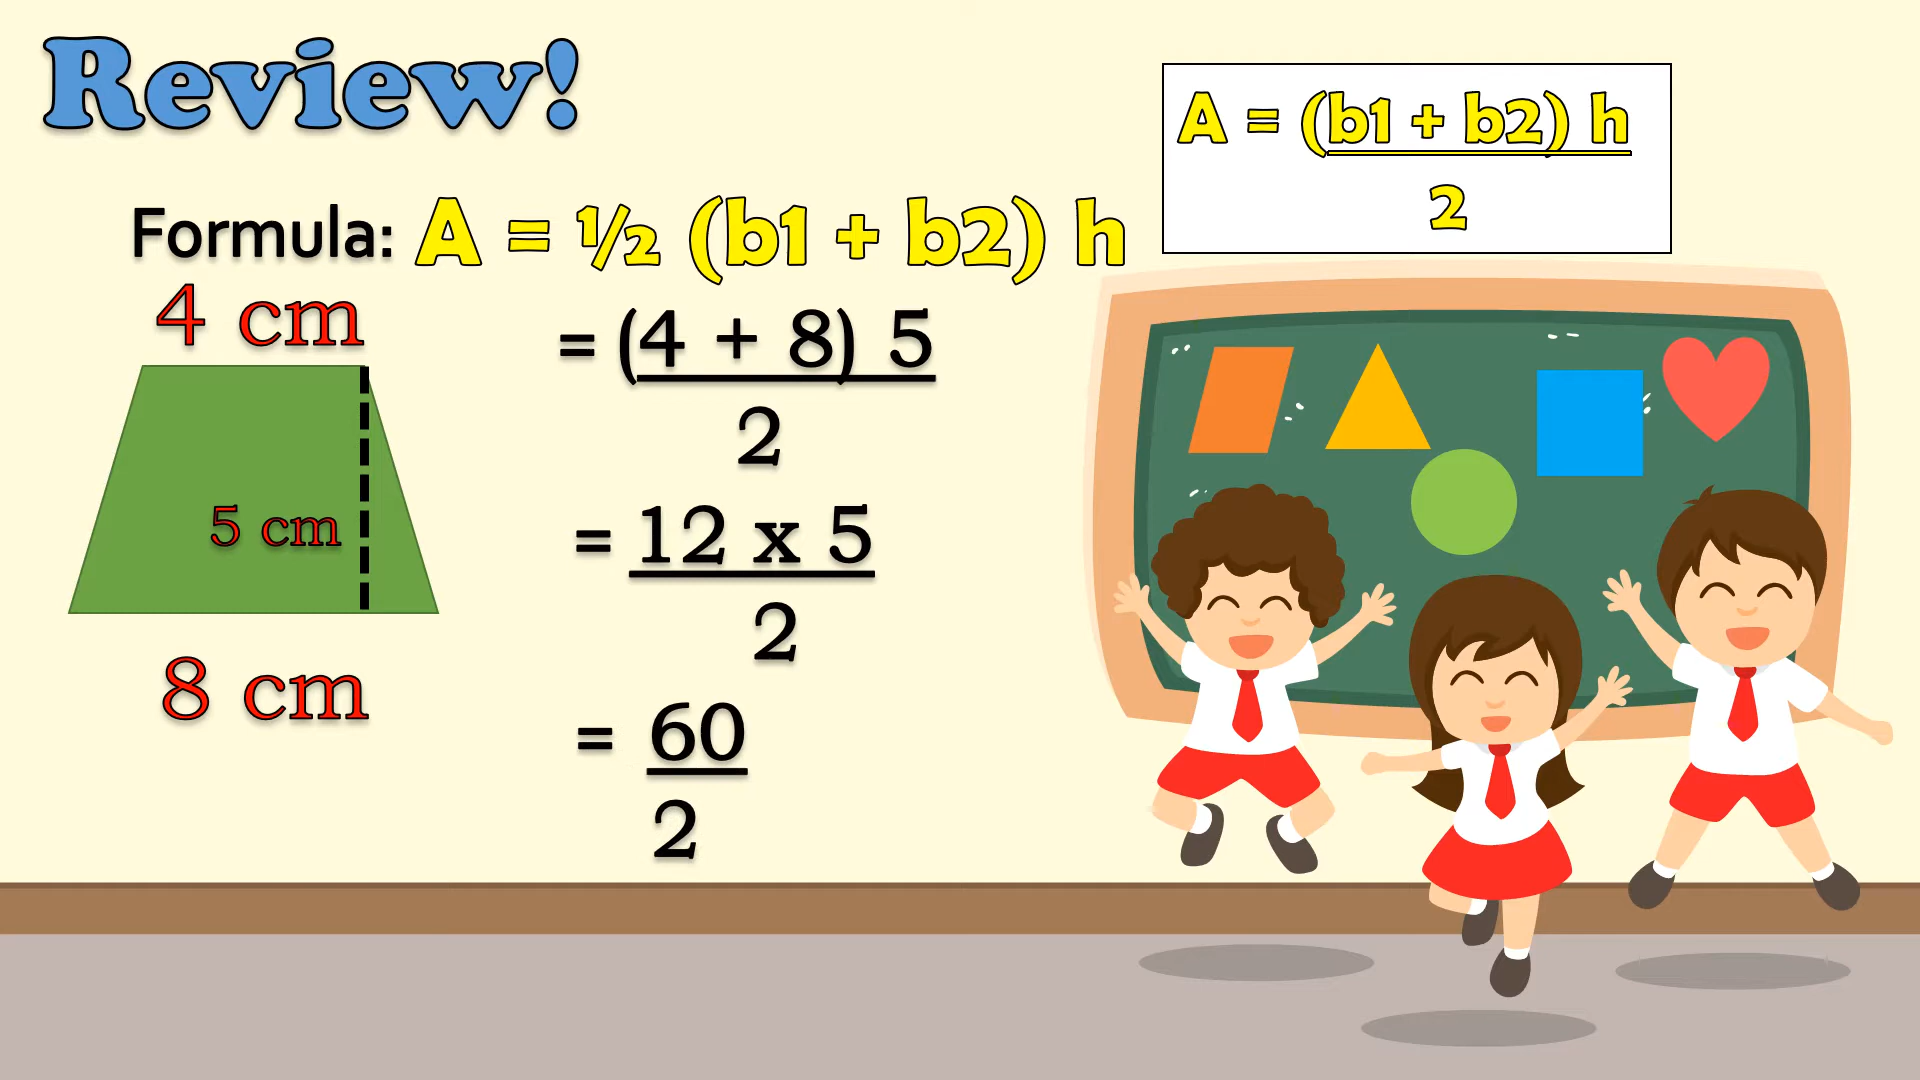 Review!
A = (b1 + b2) h
2
Formula: A = ½ (b1 + b2) h
4 cm
5 cm
8 cm
= (4 + 8) 5
2
= 12 x 5
2
= 60
2